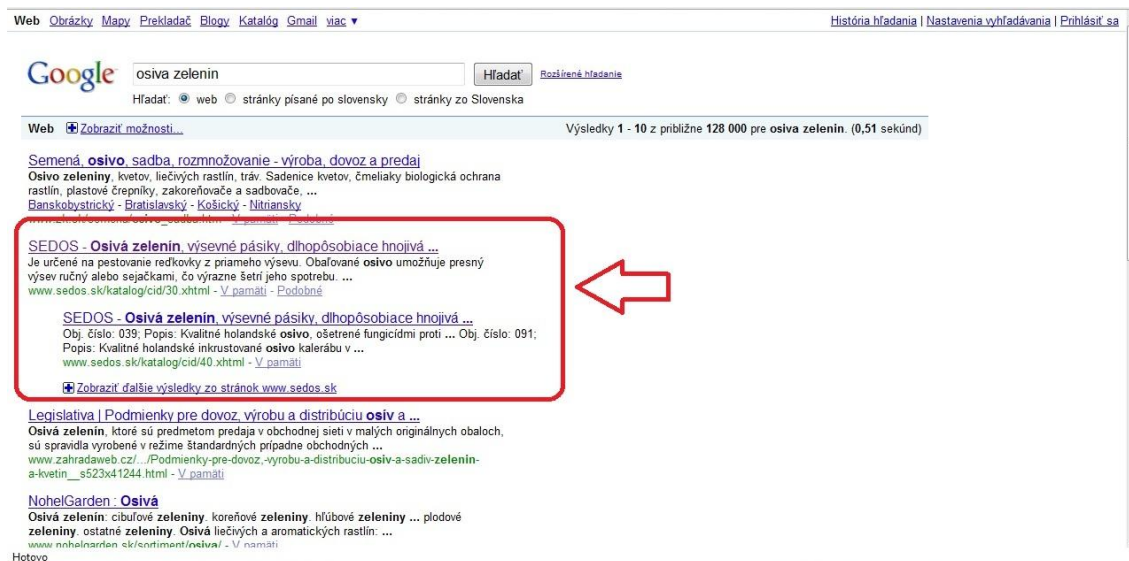 Web Obrázky Mapy Prekladač Blogy Katalóg Gmail viac ▼
História hľadania | Nastavenia vyhľadávania | Prihlásiť sa
Google osiva zelenin Hľadať Rozšírené hľadanie
Hľadať: web stránky písané po slovensky stránky zo Slovenska
Web Zobraziť možnosti... Výsledky 1 - 10 z približne 128 000 pre osiva zelenin. (0,51 sekúnd)
Semená, osivo, sadba, rozmnožovanie - výroba, dovoz a predaj
Osivo zeleniny, kvetov, liečivých rastlín, tráv. Sadenice kvetov, čmeliaky biologická ochrana
rastlín, plastové črepníky, zakoreňovače a sadbovače, ...
Banskobystrický - Bratislavský - Košický - Nitriansky
V pamäti - Podobné
SEDOS - Osivá zelenín, výsevné pásiky, dlhopôsobiace hnojivá ...
Je určené na pestovanie reďkovky z priameho výsevu. Obaľované osivo umožňuje presný
výsev ručný alebo sejačkami, čo výrazne šetrí jeho spotrebu. ...
www.sedos.sk/katalog/cid/30.xhtml - V pamäti - Podobné
SEDOS - Osivá zelenín, výsevné pásiky, dlhopôsobiace hnojivá ...
Obj. číslo: 039; Popis: Kvalitné holandské osivo, ošetrené fungicídmi proti ... Obj. číslo: 091;
Popis: Kvalitné holandské inkrustované osivo kalerábu v ...
www.sedos.sk/katalog/cid/40.xhtml - V pamäti
Zobraziť ďalšie výsledky zo stránok www.sedos.sk
Legislativa | Podmienky pre dovoz, výrobu a distribúciu osív a ...
Osivá zelenín, ktoré sú predmetom predaja v obchodnej sieti v malých originálnych obaloch,
sú spravidla vyrobené v režime štandardných prípadne obchodných ...
www.zahradaweb.cz/.../Podmienky-pre-dovoz,-vyrobu-a-distribuciu-osiv-a-sadiv-zelenin-
a-kvetin__s523x41244.html - V pamäti
NohelGarden : Osivá
Osivá zelenín: cibuľové zeleniny. koreňové zeleniny. hľúbové zeleniny ... plodové
zeleniny. ostatné zeleniny. Osivá liečivých a aromatických rastlín: ...
www.nohelgarden.sk/sortiment/osiva/ - V pamäti
Hotovo